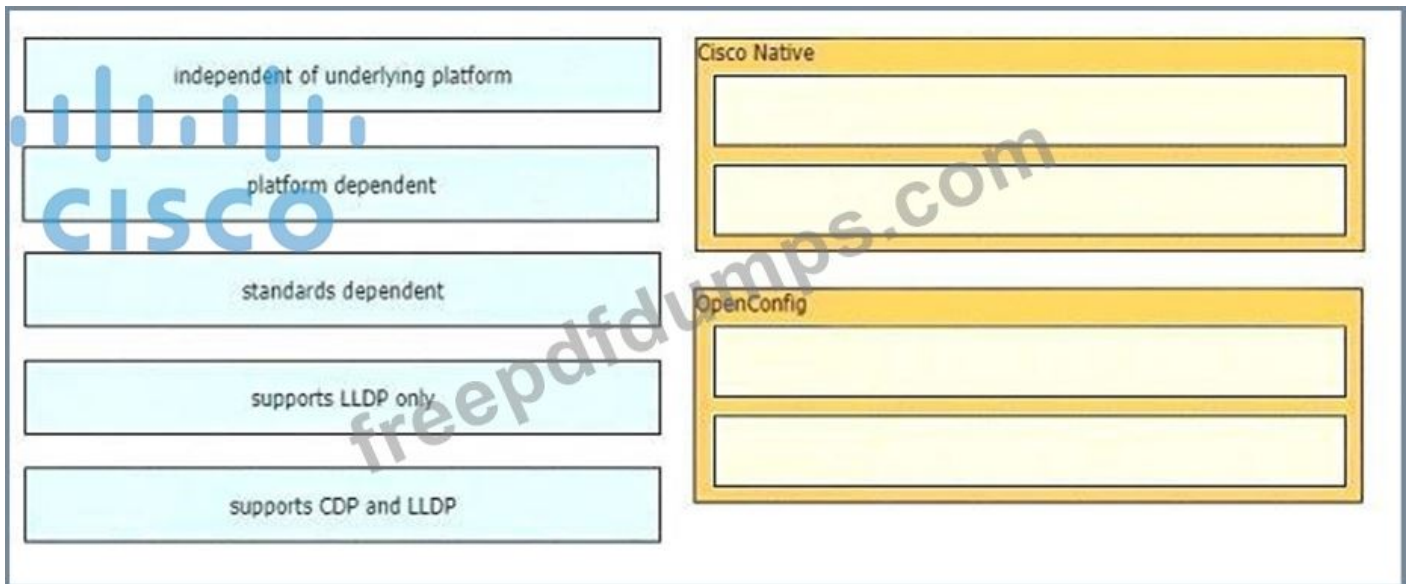 independent of underlying platform
platform dependent
standards dependent
supports LLDP only
supports CDP and LLDP
CISCO
Cisco Native
OpenConfig
freepdfdumps.com